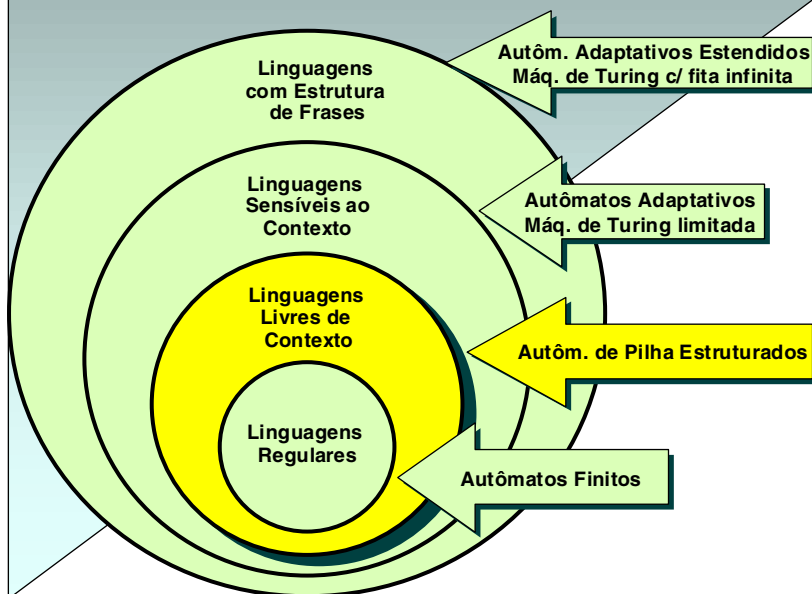 Linguagens
com Estrutura
de Frases
Autôm. Adaptativos Estendidos
Máq. de Turing c/ fita infinita
Linguagens
Sensíveis ao
Contexto
Autômatos Adaptativos
Máq. de Turing limitada
Linguagens
Livres de
Contexto
Autôm. de Pilha Estruturados
Linguagens
Regulares
Autômatos Finitos